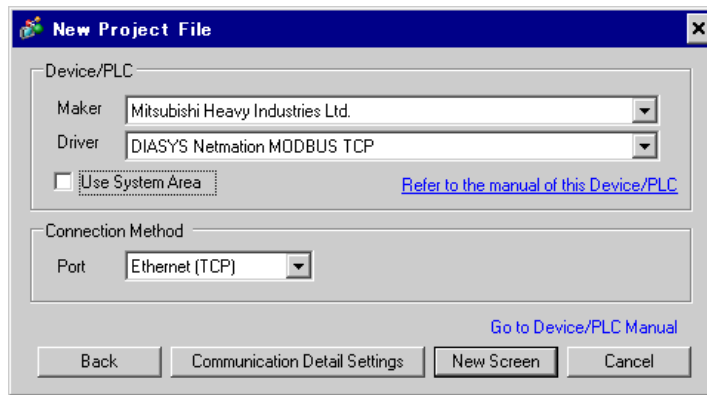 New Project File
Device/PLC
Maker Mitsubishi Heavy Industries Ltd.
Driver DIASYS Netmation MODBUS TCP
Use System Area Refer to the manual of this Device/PLC
Connection Method
Port Ethernet (TCP)
Go to Device/PLC Manual
Back Communication Detail Settings New Screen Cancel